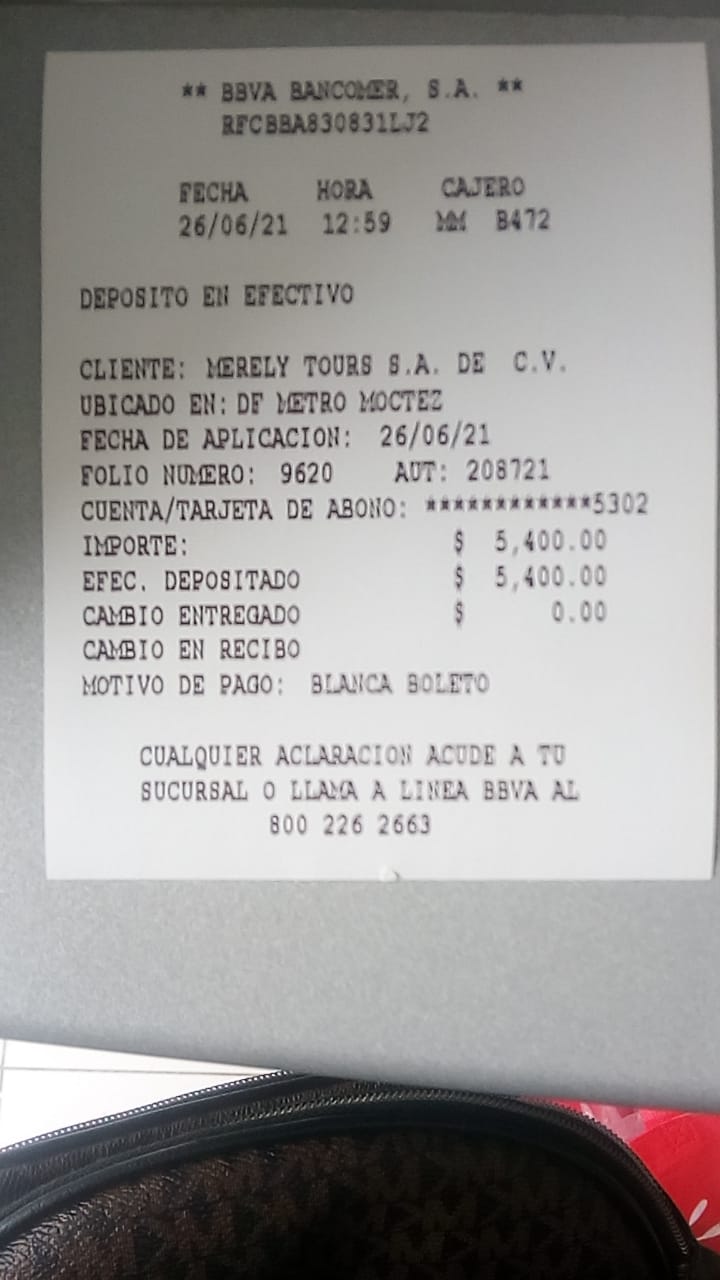 ** BBVA BANCOMER, S.A. **
RFCBBA830831LJ2
FECHA HORA CAJERO
26/06/21 12:59 MM B472
DEPOSITO EN EFECTIVO
CLIENTE: MERELY TOURS S.A. DE C.V.
UBICADO EN: DF METRO MOCTEZ
FECHA DE APLICACION: 26/06/21
FOLIO NUMERO: 9620 AUT: 208721
CUENTA/TARJETA DE ABONO: ************5302
IMPORTE: $ 5,400.00
EFEC. DEPOSITADO $ 5,400.00
CAMBIO ENTREGADO $ 0.00
CAMBIO EN RECIBO
MOTIVO DE PAGO: BLANCA BOLETO
CUALQUIER ACLARACION ACUDE A TU
SUCURSAL O LLAMA A LINEA BBVA AL
800 226 2663